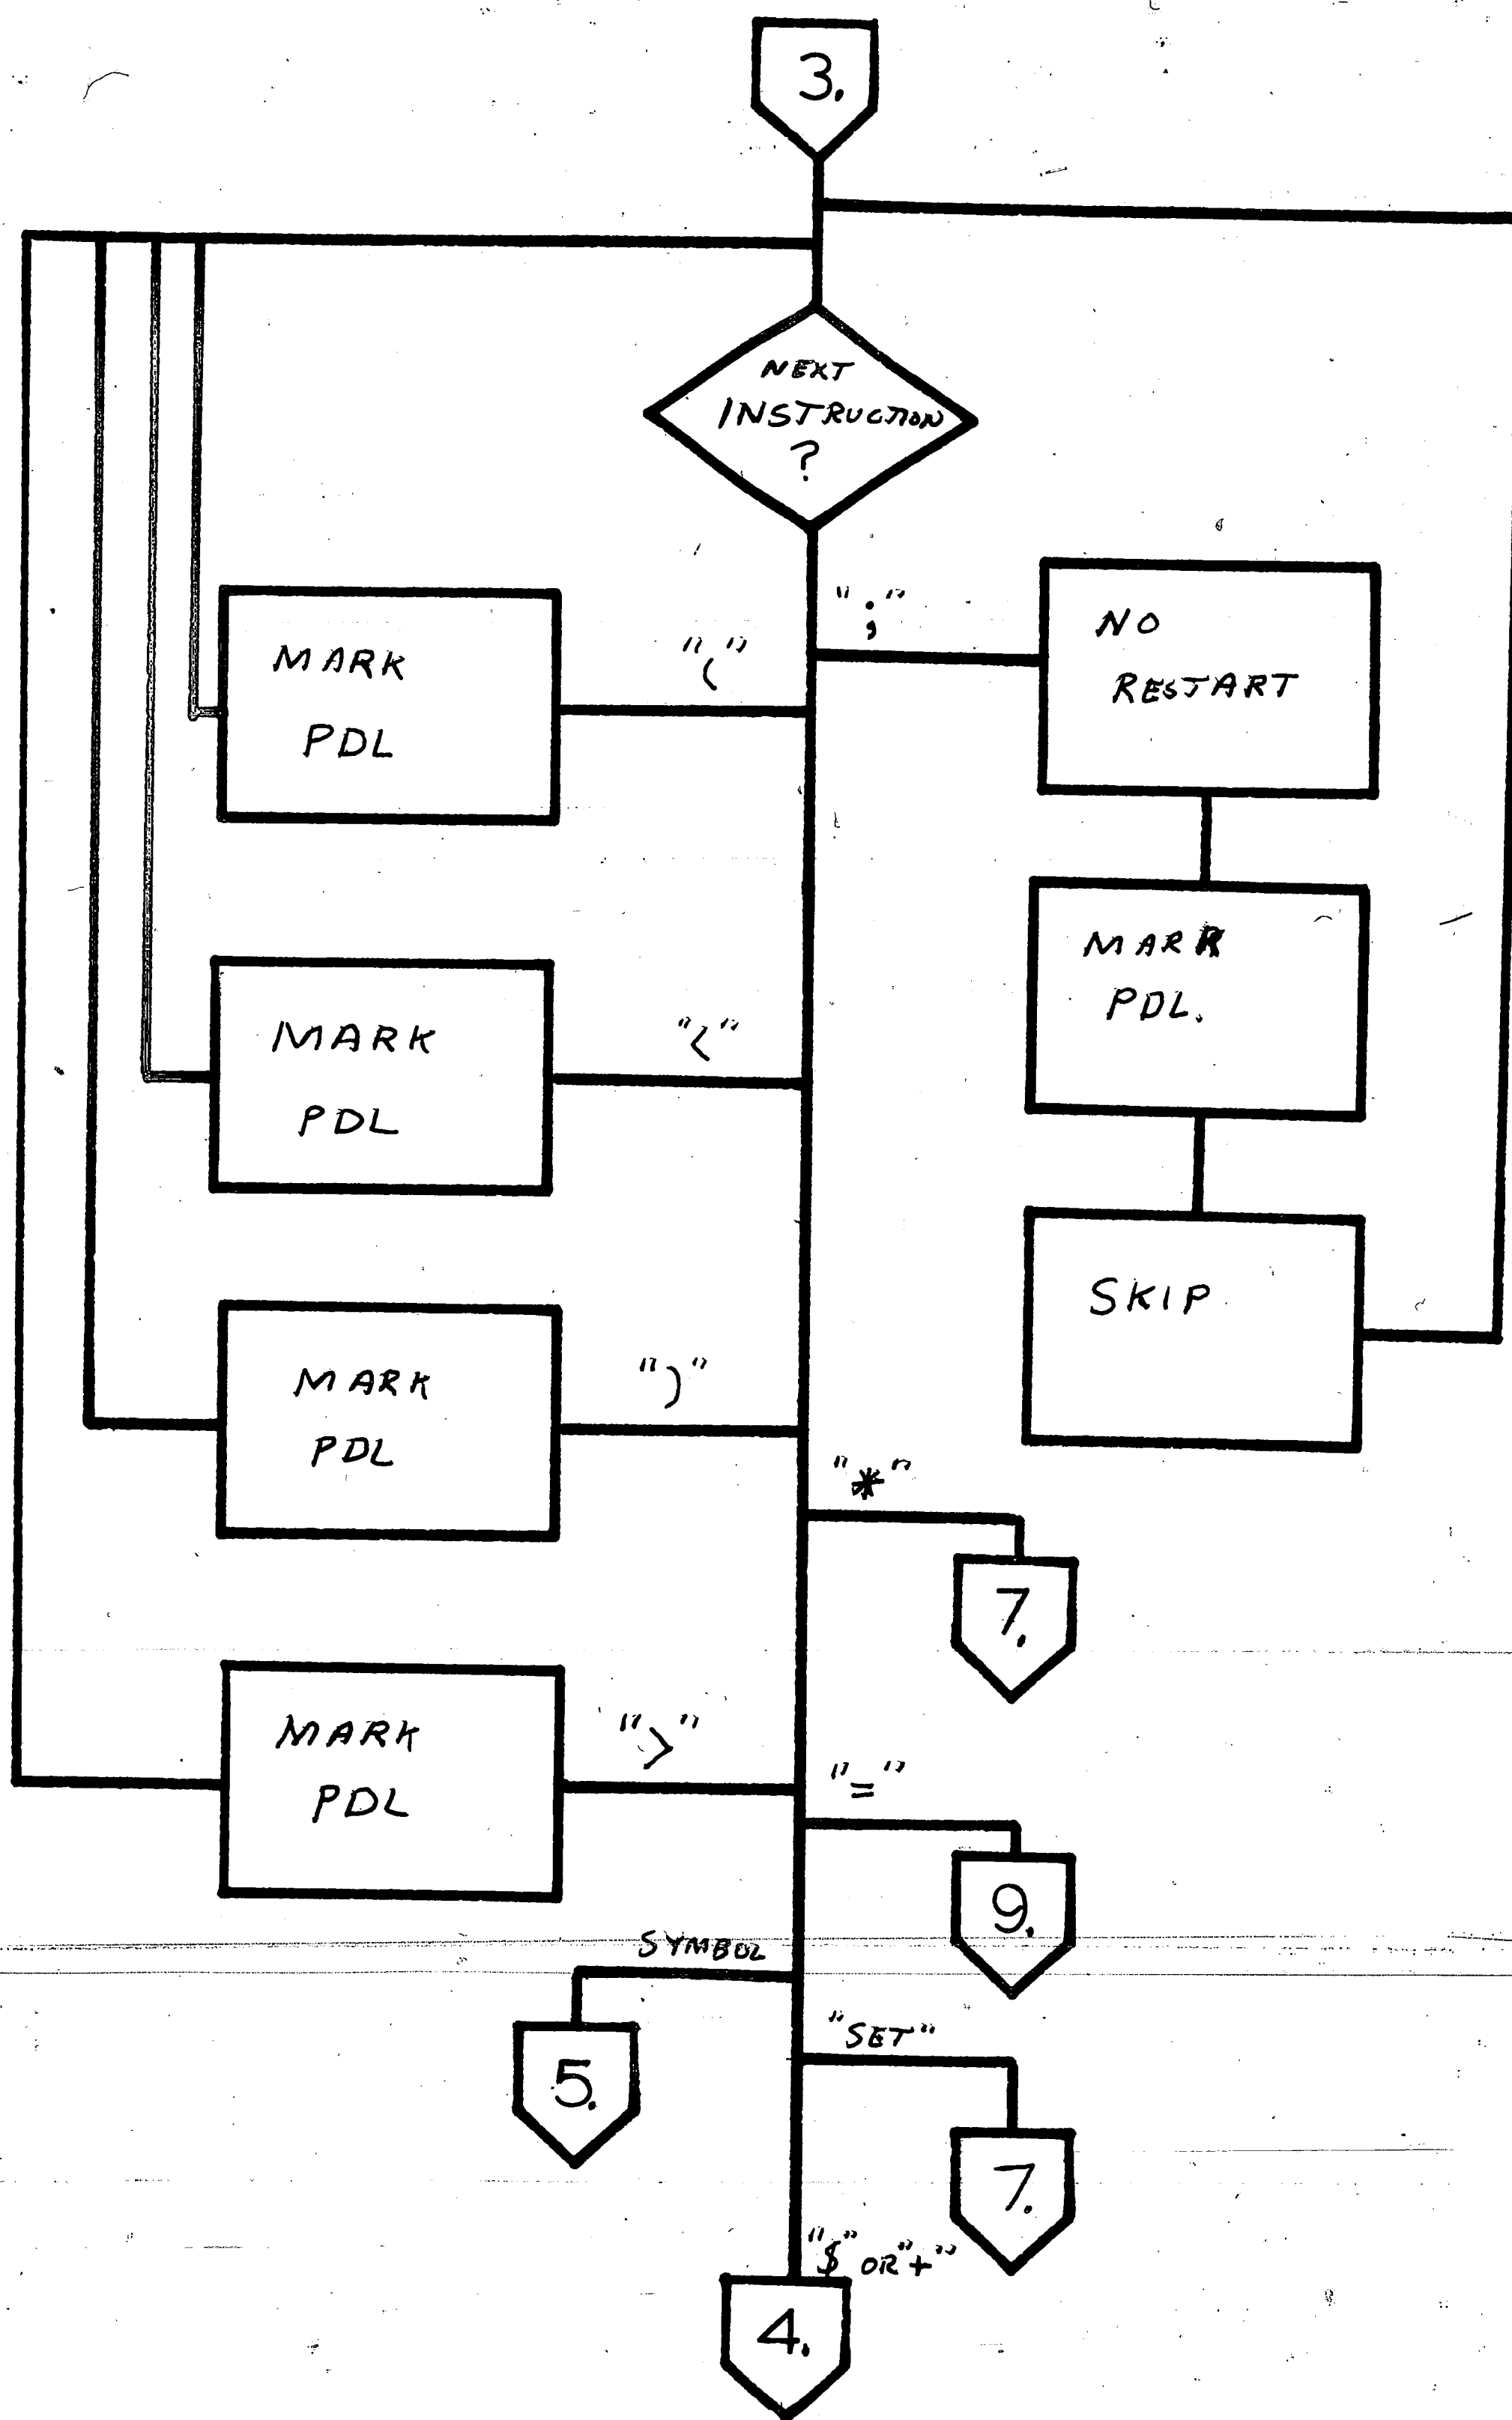 3.
NEXT
INSTRUCTION
?
";"
NO
RESTART
"("
MARK
PDL
MARK
PDL.
"<"
MARK
PDL
SKIP
")"
MARK
PDL
"*"
7.
">"
MARK
PDL
"="
9.
SYMBOL
5.
"SET"
7.
"$" OR "+"
4.